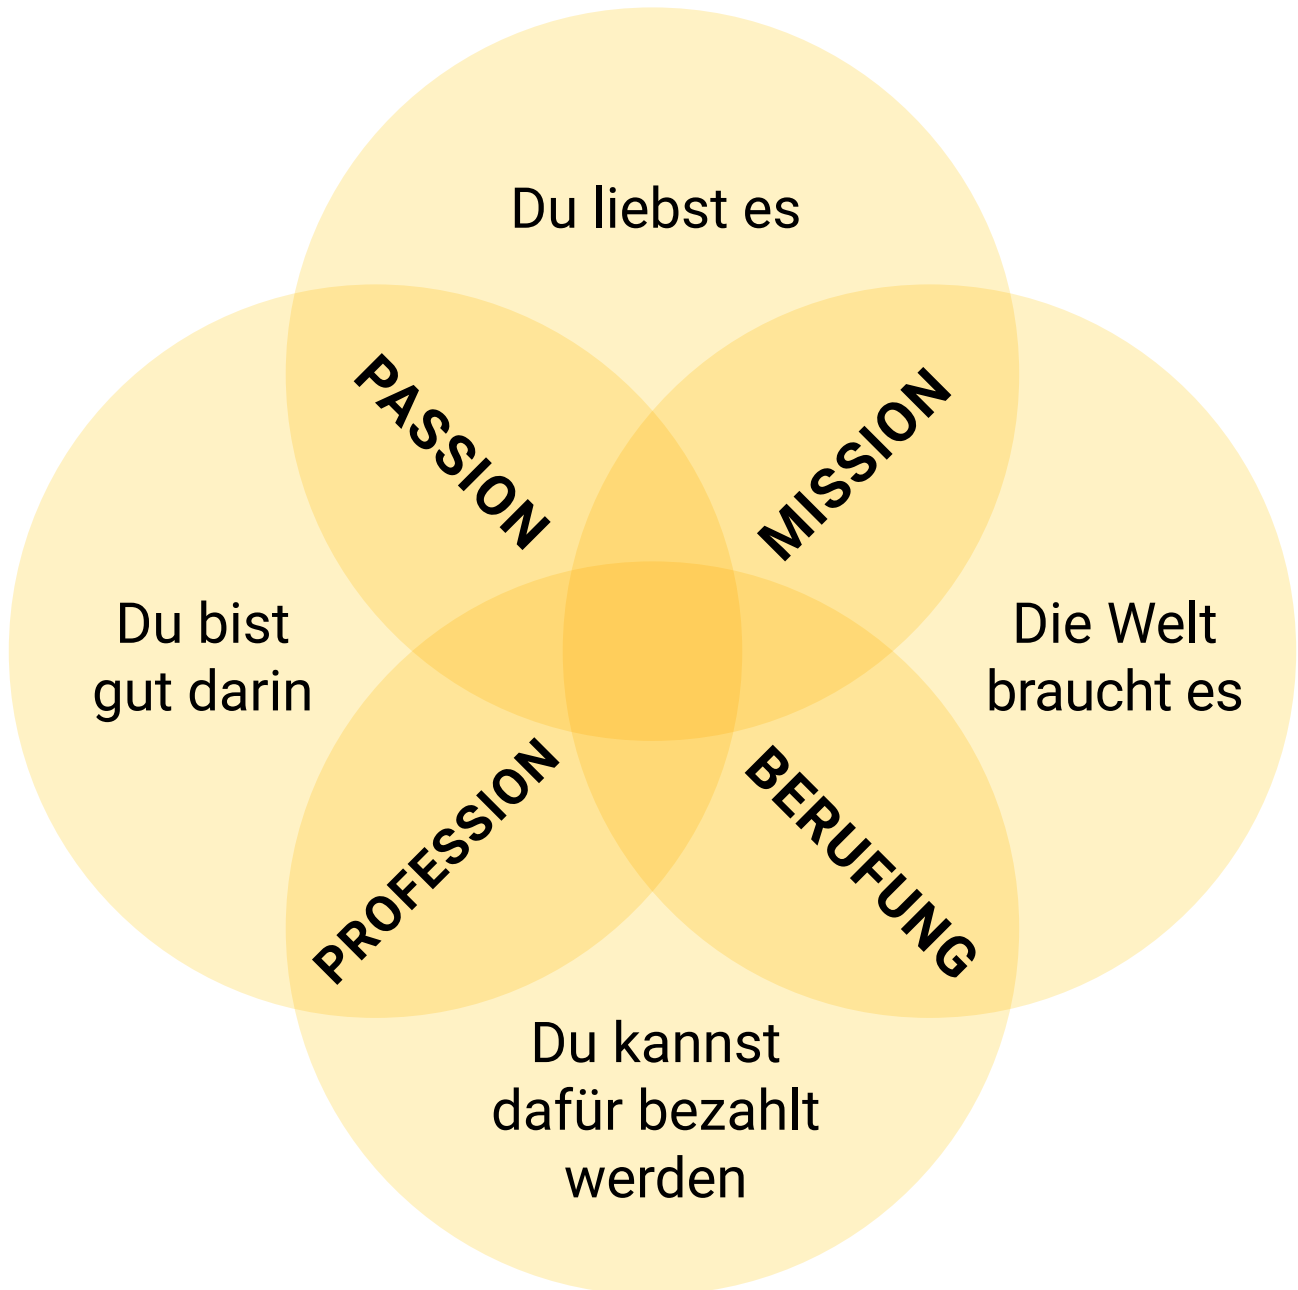 Du liebst es
PASSION
MISSION
Du bist
gut darin
Die Welt
braucht es
PROFESSION
BERUFUNG
Du kannst
dafür bezahlt
werden